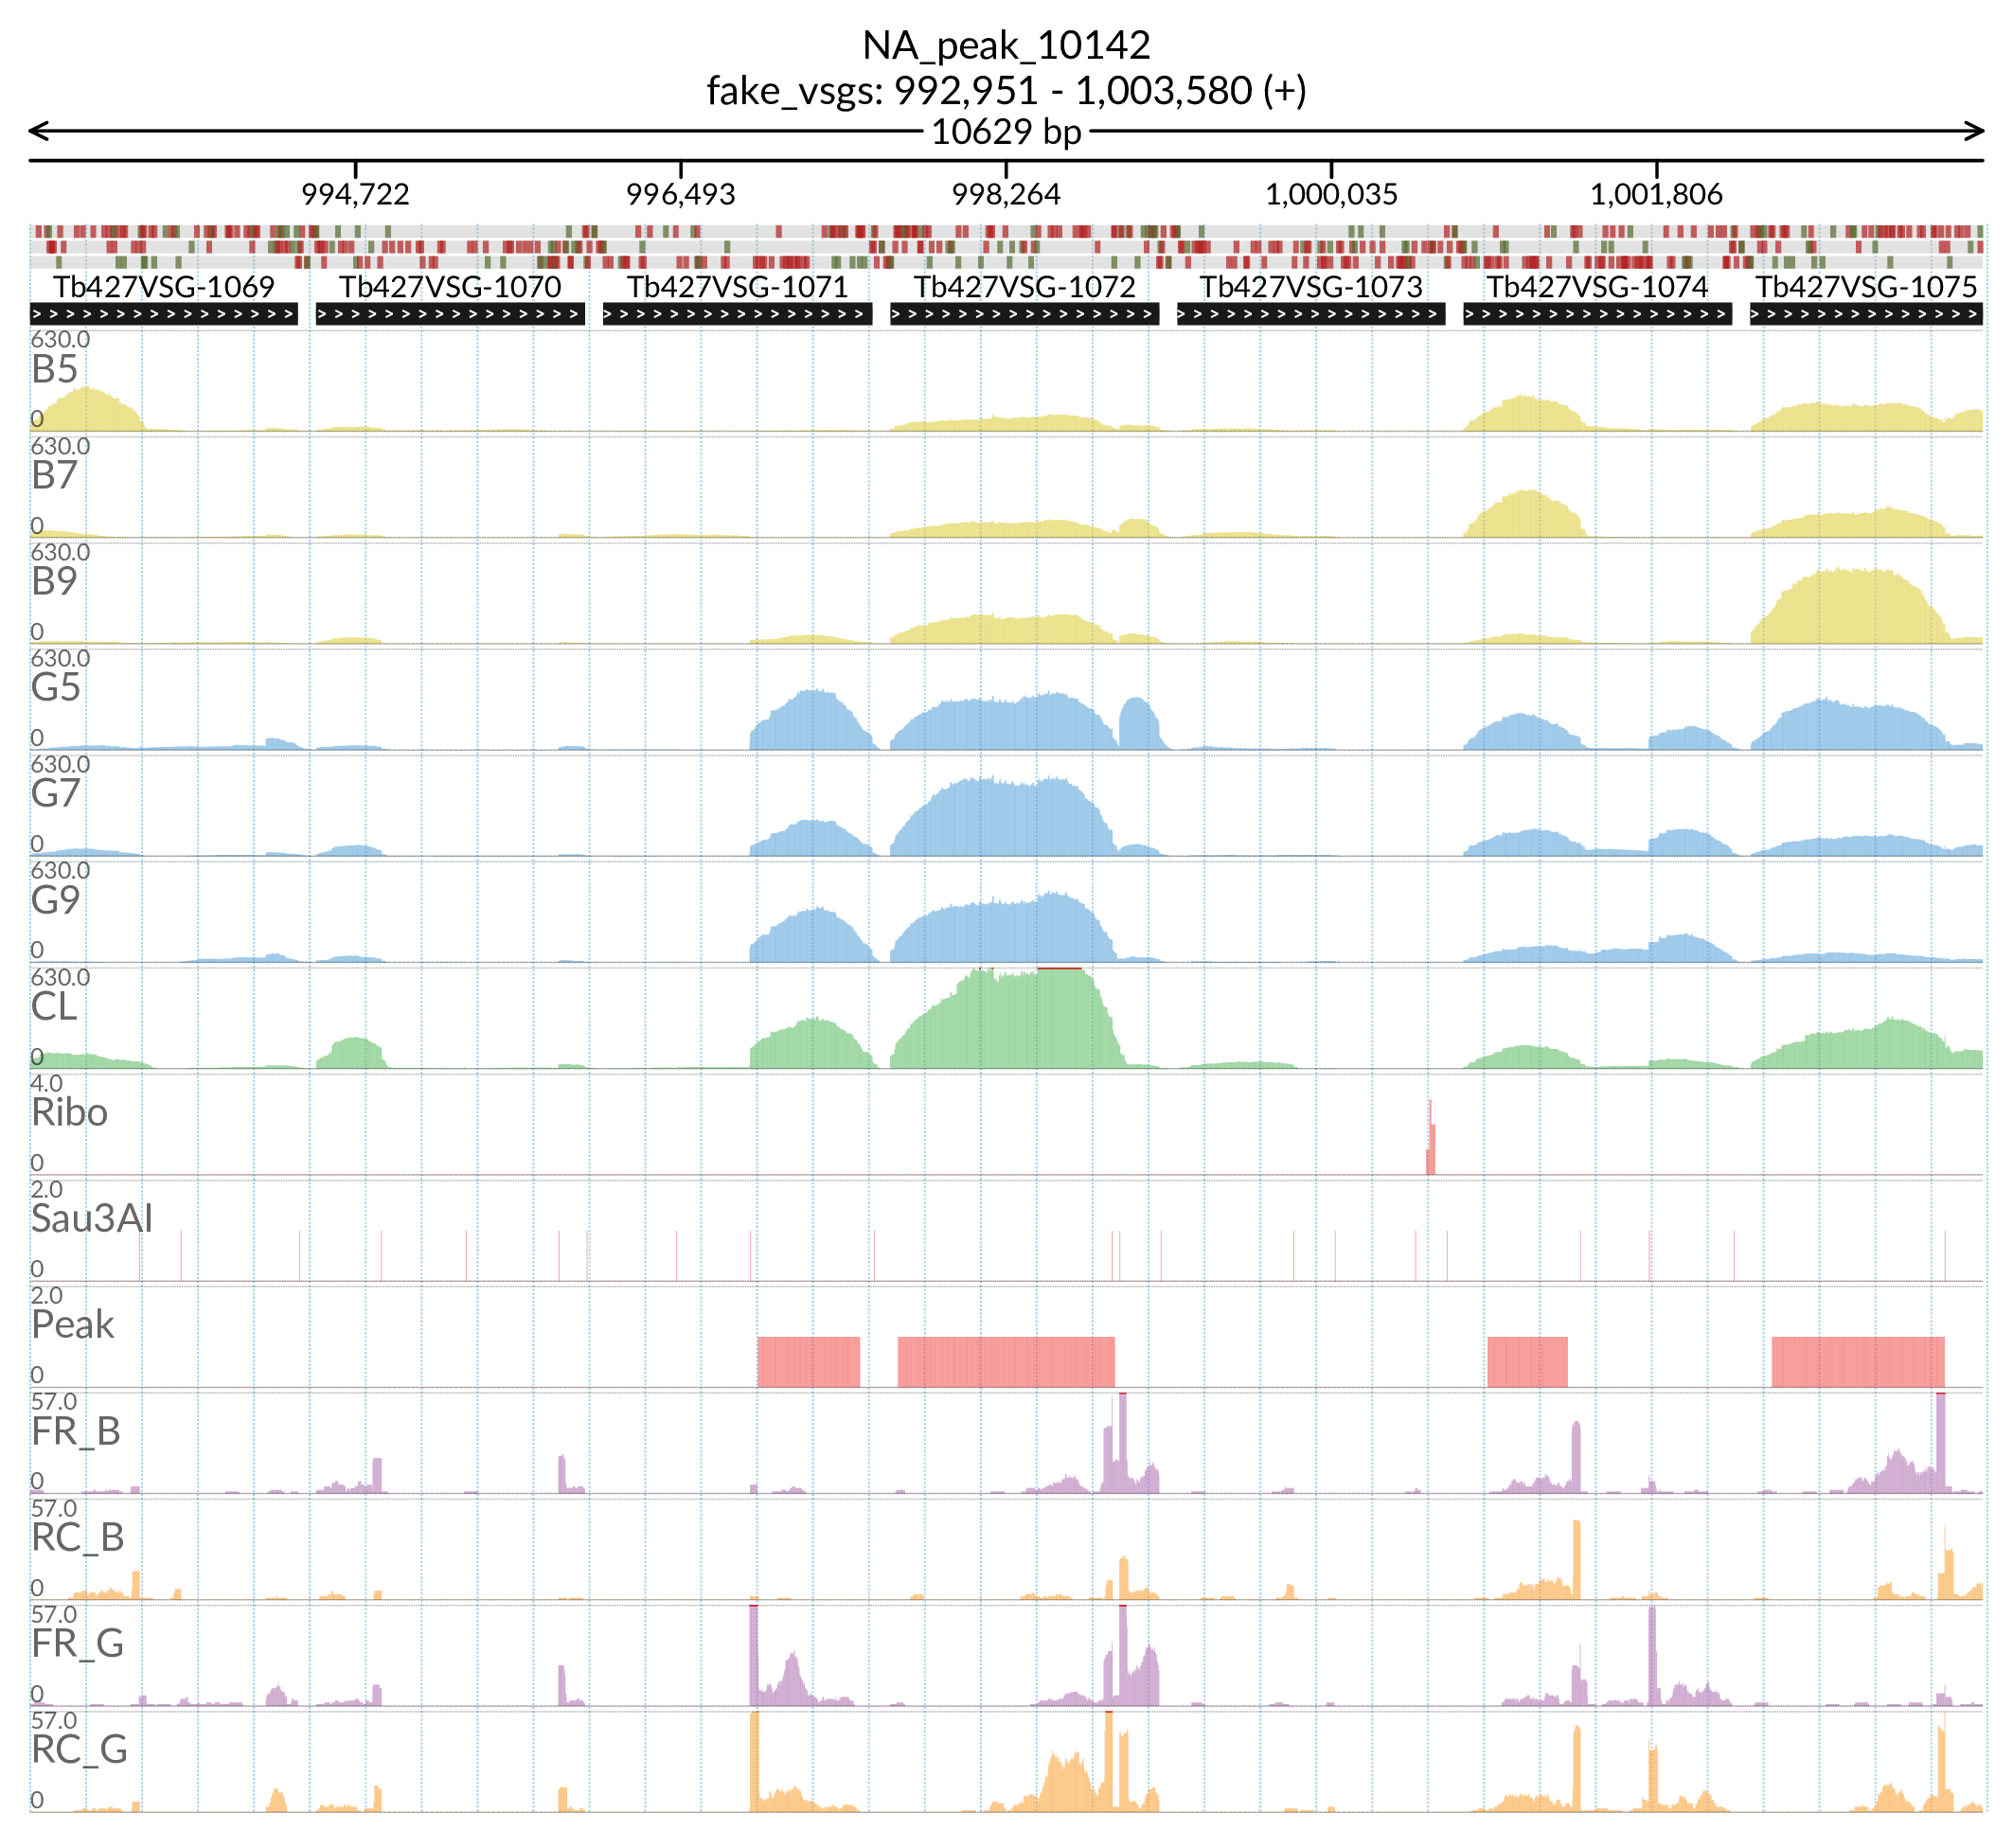 NA_peak_10142
fake_vsgs: 992,951 - 1,003,580 (+)
10629 bp
994,722 996,493 998,264 1,000,035 1,001,806
Tb427VSG-1069 Tb427VSG-1070 Tb427VSG-1071 Tb427VSG-1072 Tb427VSG-1073 Tb427VSG-1074 Tb427VSG-1075
630.0
B5
0
630.0
B7
0
630.0
B9
0
630.0
G5
0
630.0
G7
0
630.0
G9
0
630.0
CL
0
4.0
Ribo
0
2.0
Sau3AI
0
2.0
Peak
0
57.0
FR_B
0
57.0
RC_B
0
57.0
FR_G
0
57.0
RC_G
0